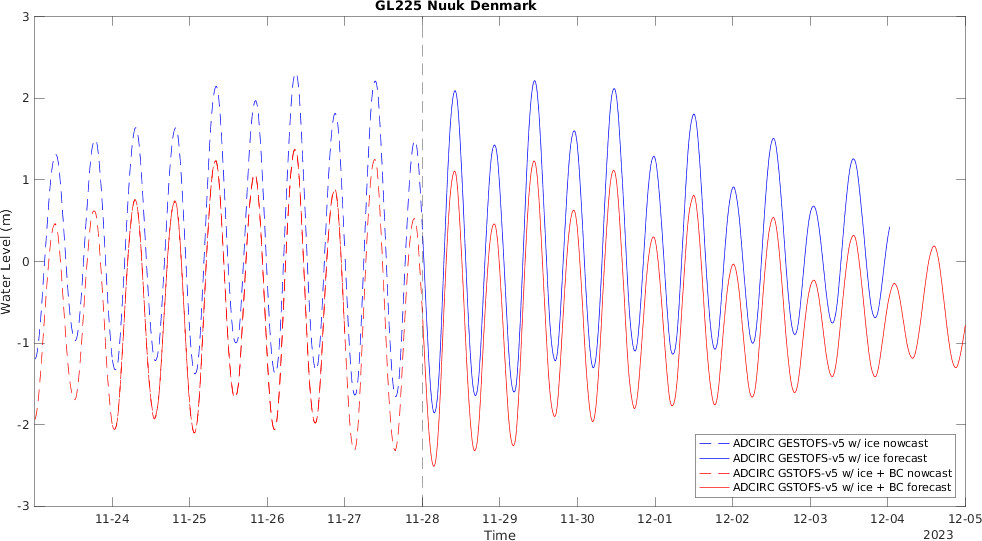 GL225 Nuuk Denmark
3
2
1
0
-1
-2
-3
Water Level (m)
ADCIRC GESTOFS-v5 w/ ice nowcast
ADCIRC GESTOFS-v5 w/ ice forecast
ADCIRC GSTOFS-v5 w/ ice + BC nowcast
ADCIRC GSTOFS-v5 w/ ice + BC forecast
11-24 11-25 11-26 11-27 11-28 11-29 11-30 12-01 12-02 12-03 12-04 12-05
Time
2023